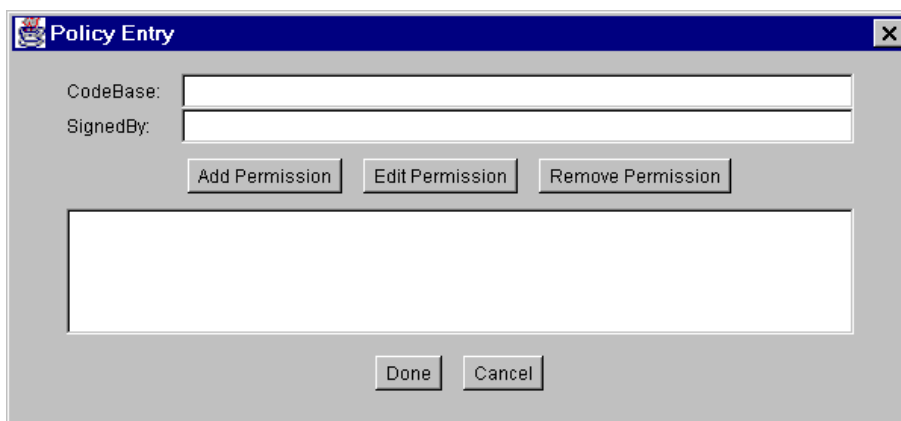 Policy Entry
CodeBase:
SignedBy:
Add Permission Edit Permission Remove Permission
Done Cancel